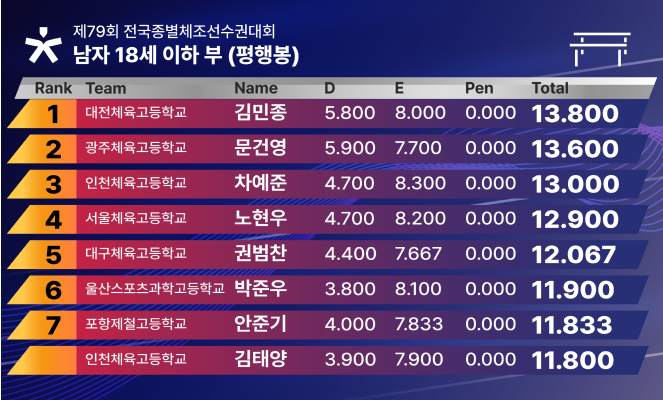 제79회 전국종별체조선수권대회
남자 18세 이하 부 (평행봉)
Rank Team Name D E Pen Total
1 대전체육고등학교 김민종 5.800 8.000 0.000 13.800
2 광주체육고등학교 문건영 5.900 7.700 0.000 13.600
3 인천체육고등학교 차예준 4.700 8.300 0.000 13.000
4 서울체육고등학교 노현우 4.700 8.200 0.000 12.900
5 대구체육고등학교 권범찬 4.400 7.667 0.000 12.067
6 울산스포츠과학고등학교 박준우 3.800 8.100 0.000 11.900
7 포항제철고등학교 안준기 4.000 7.833 0.000 11.833
인천체육고등학교 김태양 3.900 7.900 0.000 11.800